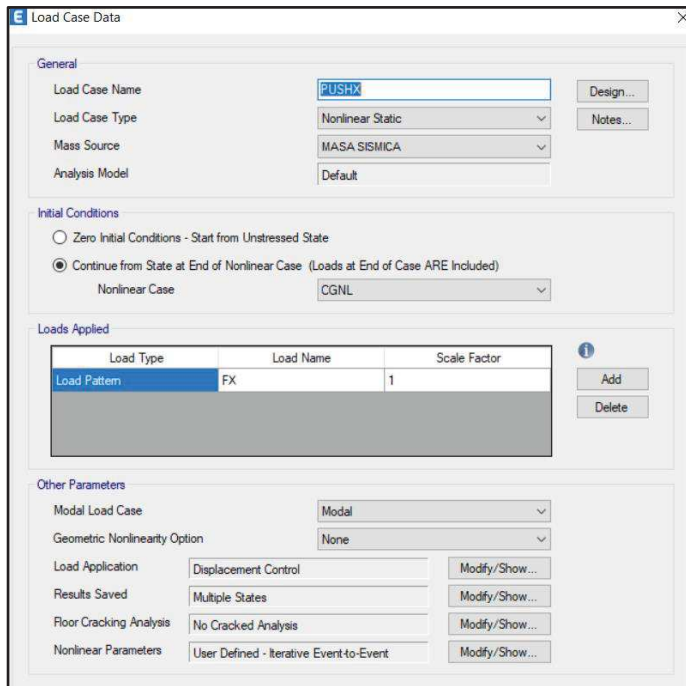 E Load Case Data
General
Load Case Name PUSHX Design...
Load Case Type Nonlinear Static Notes...
Mass Source MASA SISMICA
Analysis Model Default
Initial Conditions
Zero Initial Conditions - Start from Unstressed State
Continue from State at End of Nonlinear Case (Loads at End of Case ARE Included)
Nonlinear Case CGNL
Loads Applied
Load Type Load Name Scale Factor
Load Pattern FX 1
Add
Delete
Other Parameters
Modal Load Case Modal
Geometric Nonlinearity Option None
Load Application Displacement Control Modify/Show...
Results Saved Multiple States Modify/Show...
Floor Cracking Analysis No Cracked Analysis Modify/Show...
Nonlinear Parameters User Defined - Iterative Event-to-Event Modify/Show...